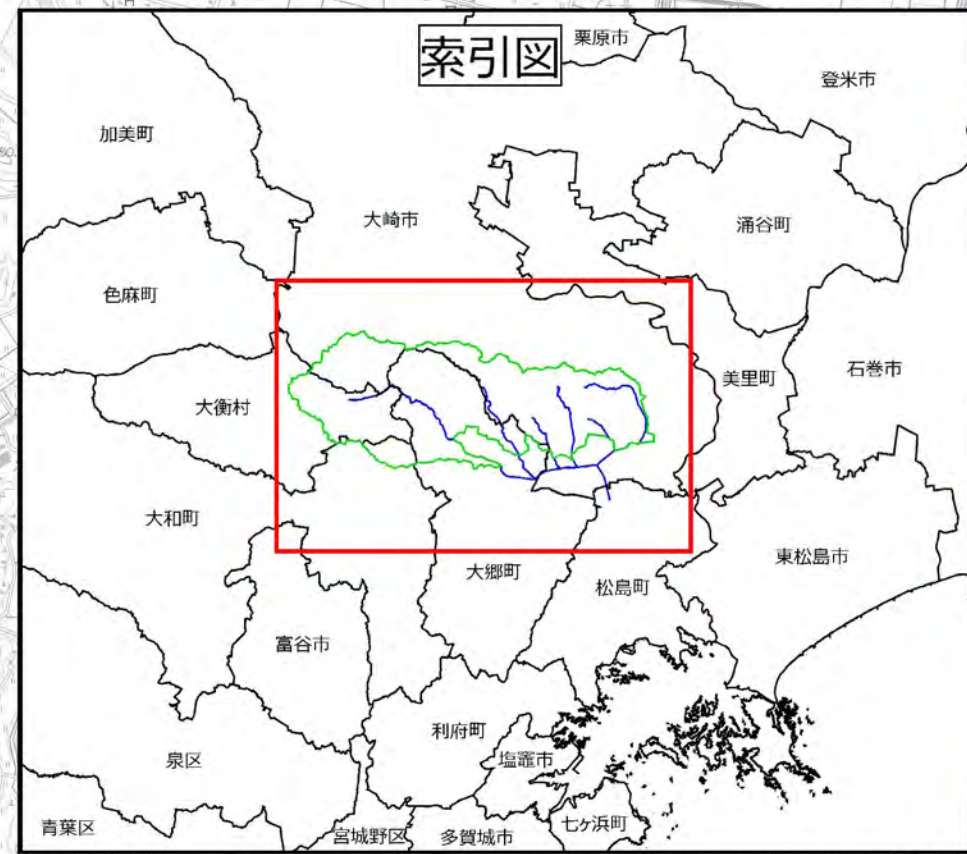 索引図
栗原市
登米市
加美町
大崎市
涌谷町
色麻町
美里町
石巻市
大衡村
大和町
東松島市
大郷町
松島町
富谷市
利府町
泉区
塩竈市
青葉区
宮城野区
多賀城市
七ヶ浜町